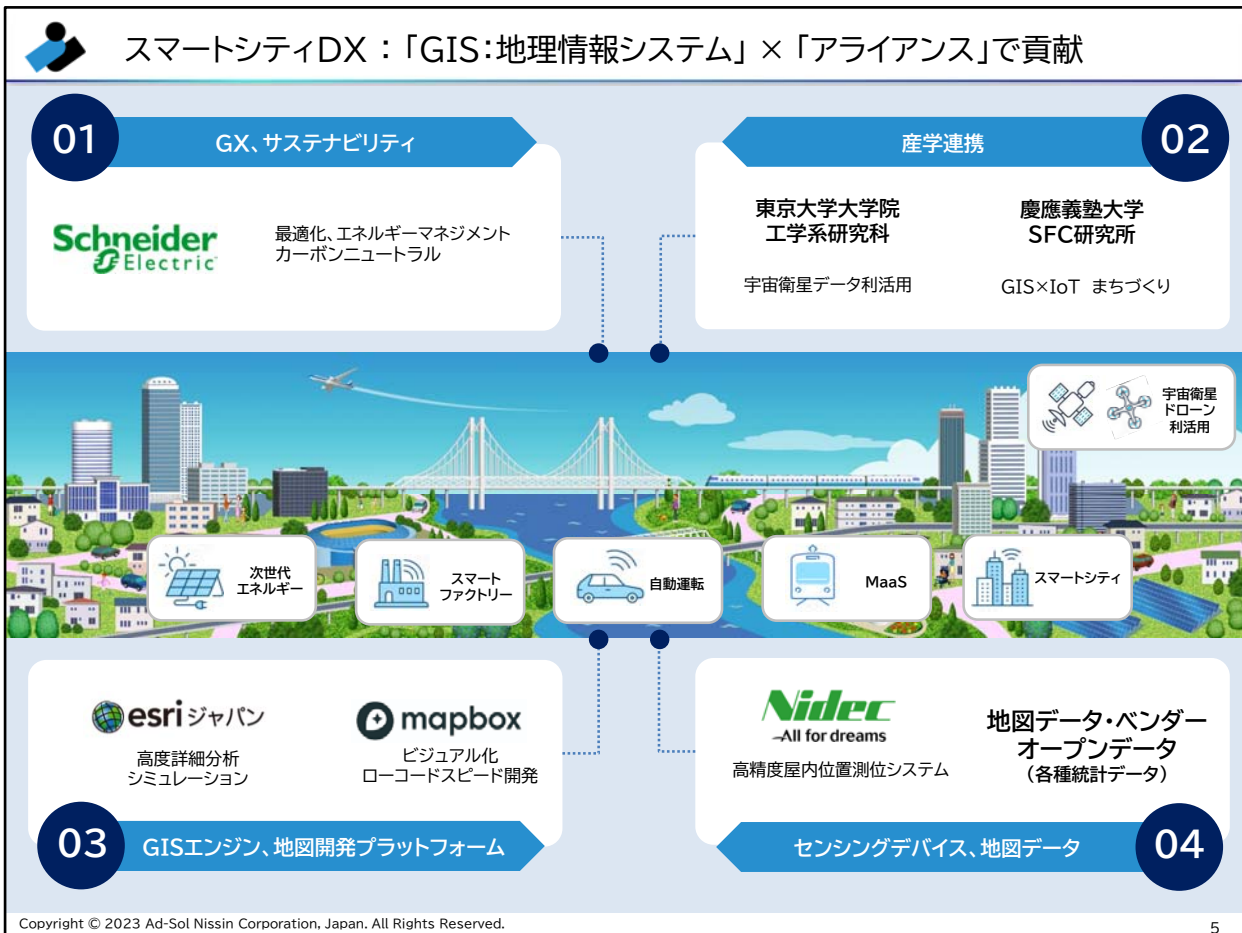 スマートシティDX : 「GIS:地理情報システム」 × 「アライアンス」で貢献
01
GX、サステナビリティ
Schneider
Electric
最適化、エネルギーマネジメント
カーボンニュートラル
産学連携
02
東京大学大学院
工学系研究科
宇宙衛星データ利活用
慶應義塾大学
SFC研究所
GIS×IoT まちづくり
宇宙衛星
ドローン
利活用
次世代
エネルギー
スマート
ファクトリー
自動運転
MaaS
スマートシティ
esriジャパン
高度詳細分析
シミュレーション
mapbox
ビジュアル化
ローコードスピード開発
03
GISエンジン、地図開発プラットフォーム
Nidec
-All for dreams
高精度屋内位置測位システム
地図データ・ベンダー
オープンデータ
(各種統計データ)
センシングデバイス、地図データ
04
Copyright © 2023 Ad-Sol Nissin Corporation, Japan. All Rights Reserved.
5